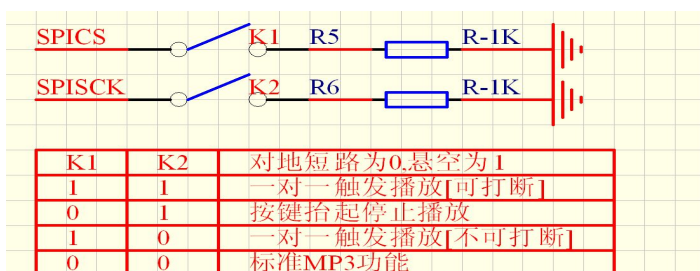 SPICS K1 R5 R-1K
SPISCK K2 R6 R-1K
K1 K2 对地短路为0.悬空为1
1 1 一对一触发播放[可打断]
0 1 按键抬起停止播放
1 0 一对一触发播放[不可打断]
0 0 标准MP3功能